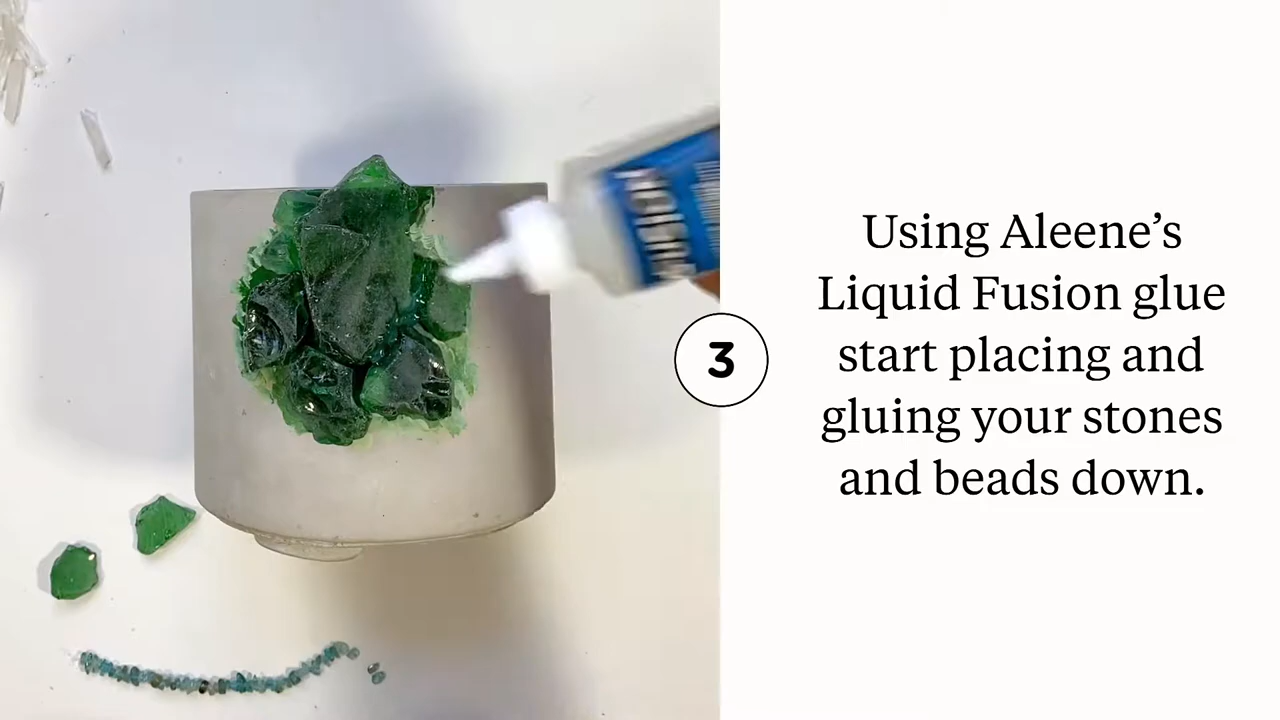 3
Using Aleene’s
Liquid Fusion glue
start placing and
gluing your stones
and beads down.